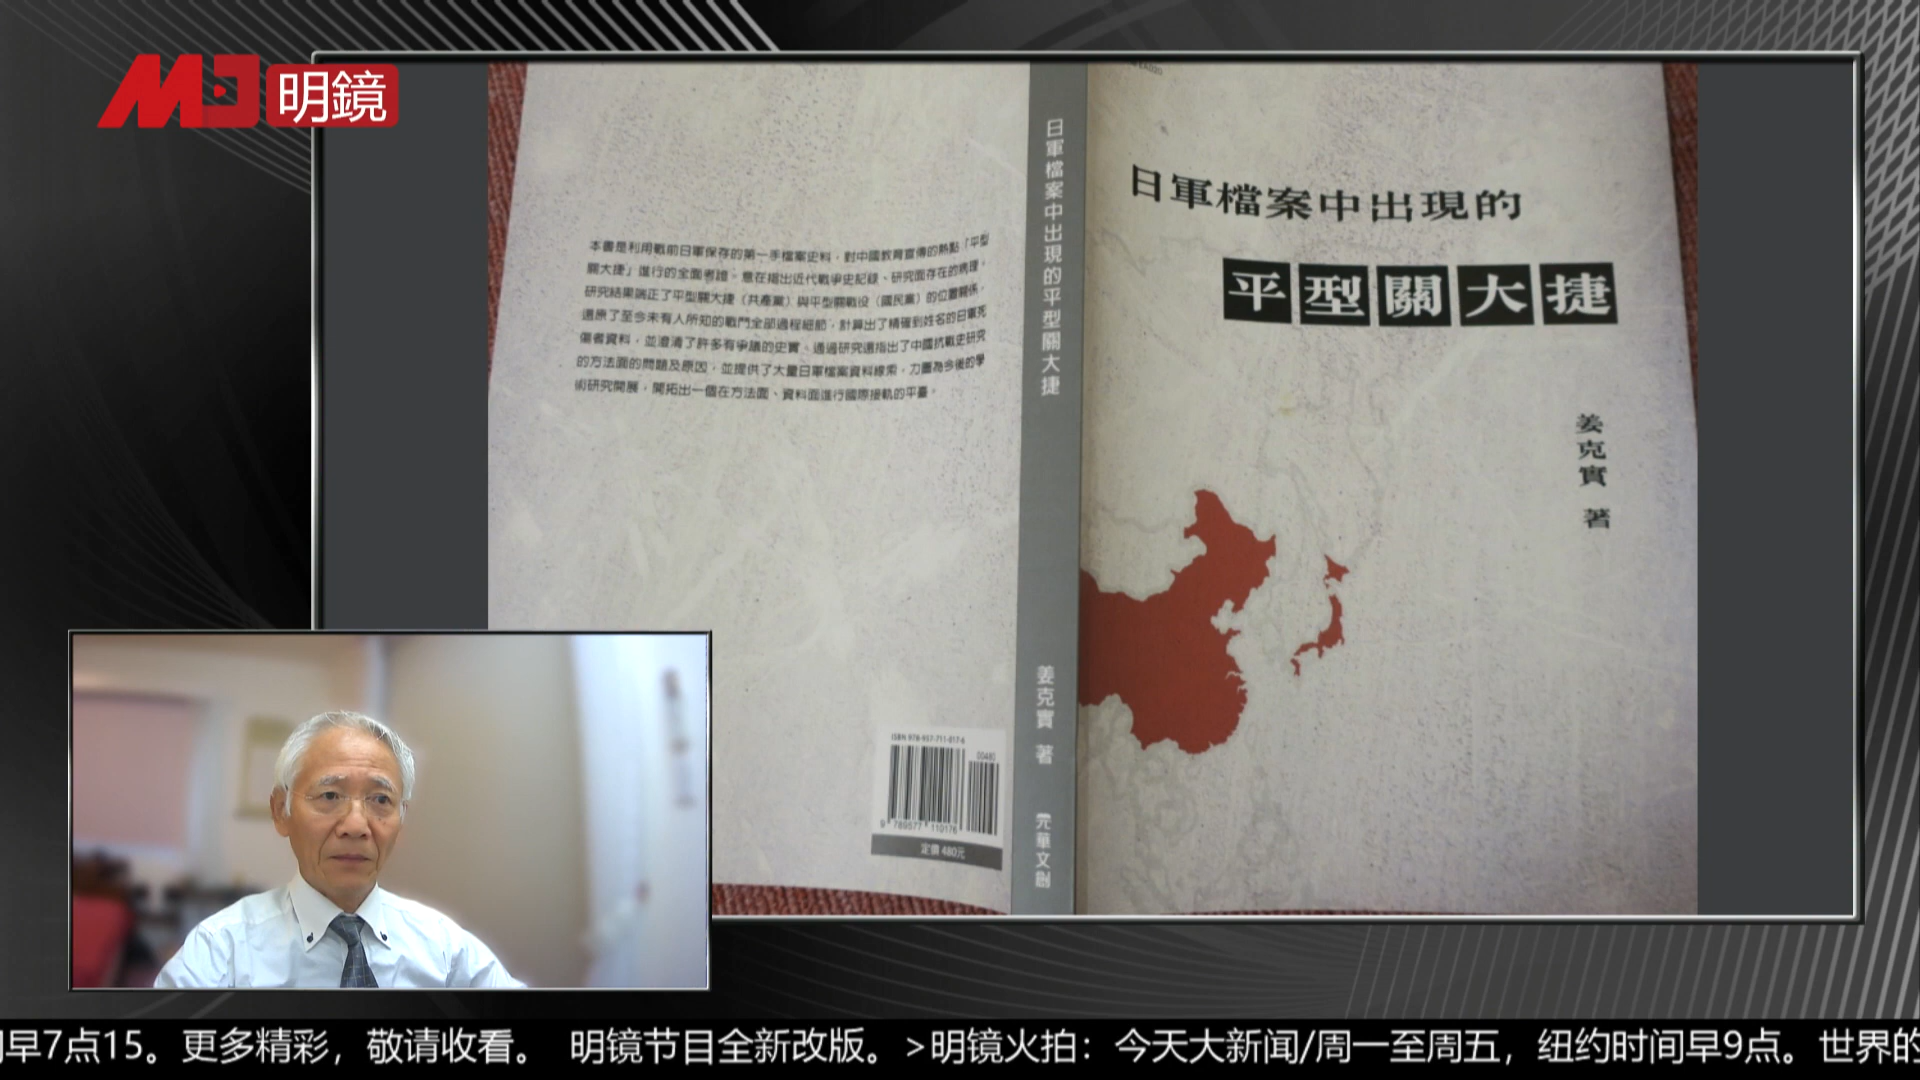 明鏡
日軍檔案中出現的
平型關大捷
姜克實 著
日軍檔案中出現的平型關大捷
姜克實 著
元華文創
本書是利用戰前日軍保存的第一手檔案史料，對中國教育宣傳的熱點「平型
關大捷」進行的全面考證。意在指出近代戰爭史記錄、研究面存在的病理。
研究結果端正了平型關大捷（共產黨）與平型關戰役（國民黨）的位置關係，
還原了至今未有人所知的戰鬥全部過程細節，計算出了精確到姓名的日軍死
傷者資料，並澄清了許多有爭議的史實。通過研究還指出了中國抗戰史研究
的方法面的問題及原因，並提供了大量日軍檔案資料線索，力圖為今後的學
術研究開展，開拓出一個在方法面、資料面進行國際接軌的平臺。
ISBN 978-957-711-017-6
00480
9 789577 110176
定價 480元
早7点15。更多精彩，敬请收看。 明镜节目全新改版。>明镜火拍：今天大新闻/周一至周五，纽约时间早9点。世界的